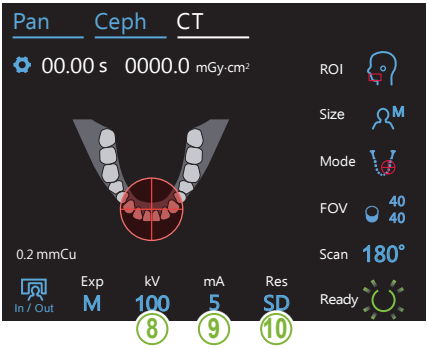 Pan Ceph CT
00.00 s 0000.0 mGy·cm²
ROI
Size M
Mode
FOV 40
40
0.2 mmCu
Scan 180°
In / Out
Exp kV mA Res
M 100 5 SD
Ready
8 9 10